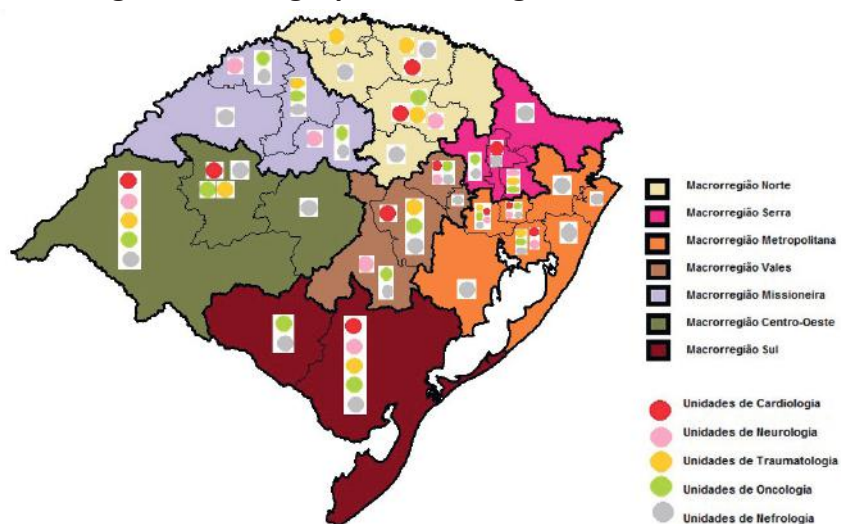 Macrorregião Norte
Macrorregião Serra
Macrorregião Metropolitana
Macrorregião Vales
Macrorregião Missioneira
Macrorregião Centro-Oeste
Macrorregião Sul
Unidades de Cardiologia
Unidades de Neurologia
Unidades de Traumatologia
Unidades de Oncologia
Unidades de Nefrologia